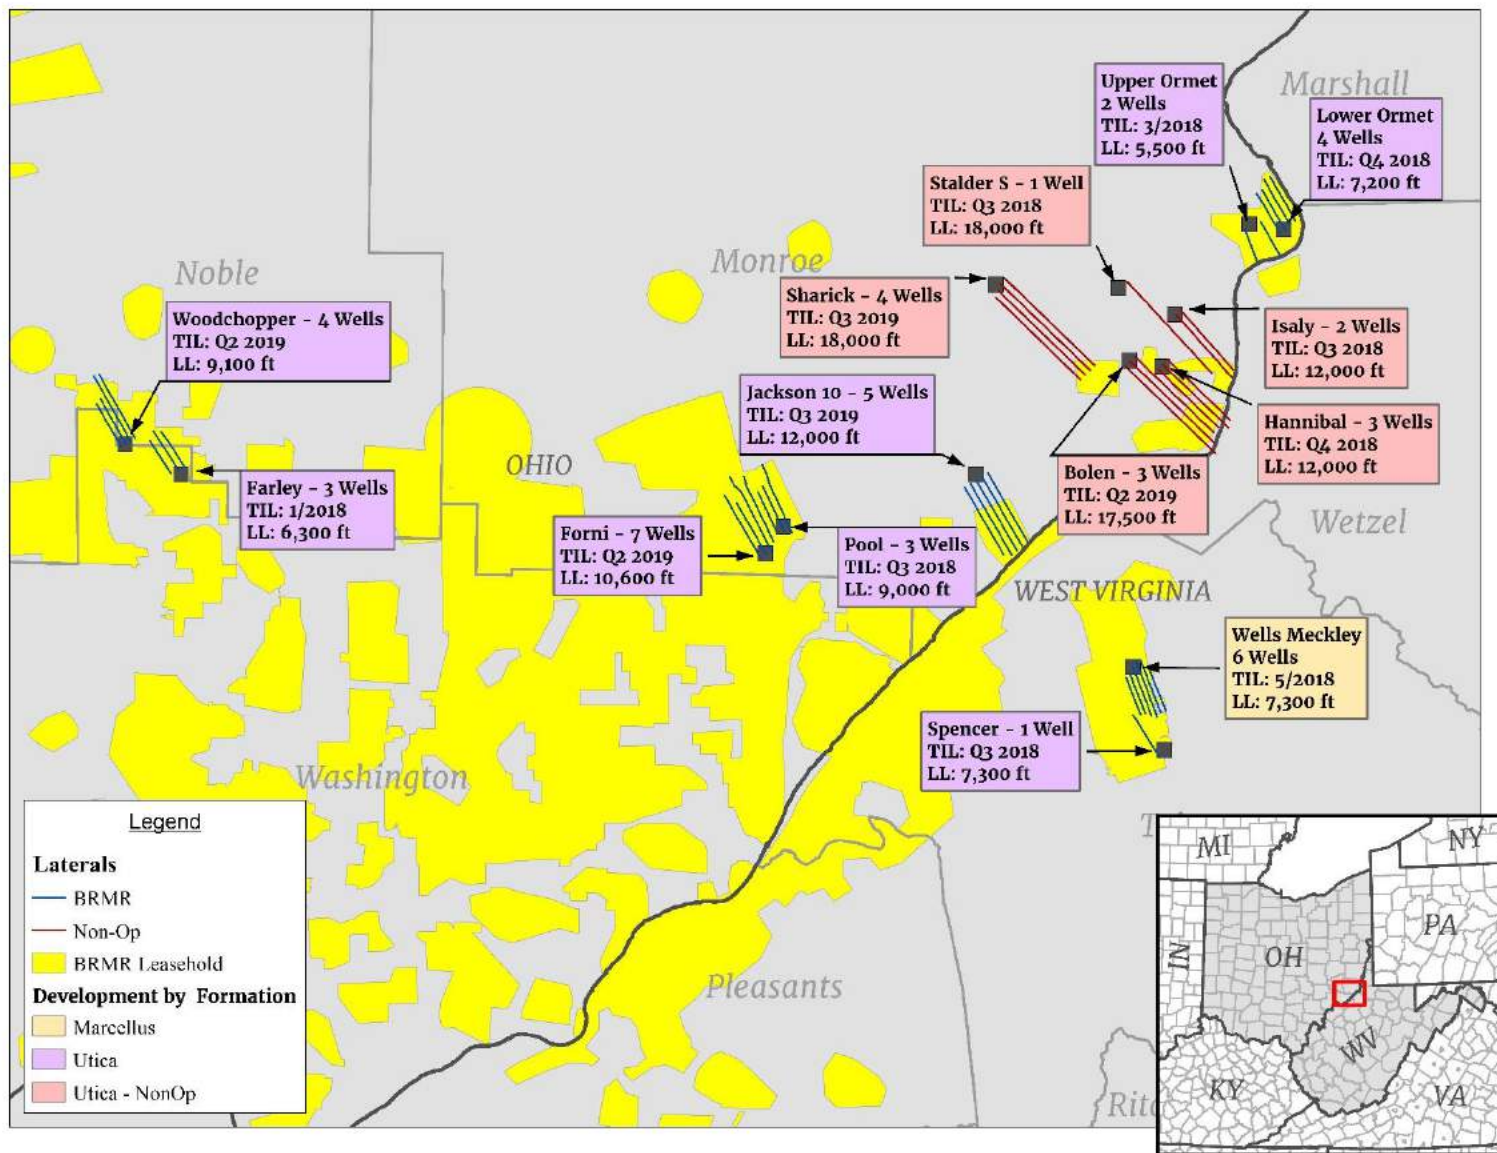 Upper Ormet
2 Wells
TIL: 3/2018
LL: 5,500 ft
Marshall
Lower Ormet
4 Wells
TIL: Q4 2018
LL: 7,200 ft
Stalder S - 1 Well
TIL: Q3 2018
LL: 18,000 ft
Noble
Monroe
Sharick - 4 Wells
TIL: Q3 2019
LL: 18,000 ft
Isaly - 2 Wells
TIL: Q3 2018
LL: 12,000 ft
Woodchopper - 4 Wells
TIL: Q2 2019
LL: 9,100 ft
Jackson 10 - 5 Wells
TIL: Q3 2019
LL: 12,000 ft
Hannibal - 3 Wells
TIL: Q4 2018
LL: 12,000 ft
OHIO
Bolen - 3 Wells
TIL: Q2 2019
LL: 17,500 ft
Farley - 3 Wells
TIL: 1/2018
LL: 6,300 ft
Wetzel
Forni - 7 Wells
TIL: Q2 2019
LL: 10,600 ft
Pool - 3 Wells
TIL: Q3 2018
LL: 9,000 ft
WEST VIRGINIA
Wells Meckley
6 Wells
TIL: 5/2018
LL: 7,300 ft
Spencer - 1 Well
TIL: Q3 2018
LL: 7,300 ft
Washington
Pleasants
Legend
Laterals
BRMR
Non-Op
BRMR Leasehold
Development by Formation
Marcellus
Utica
Utica - NonOp
MI
NY
PA
IN
OH
WV
KY
VA